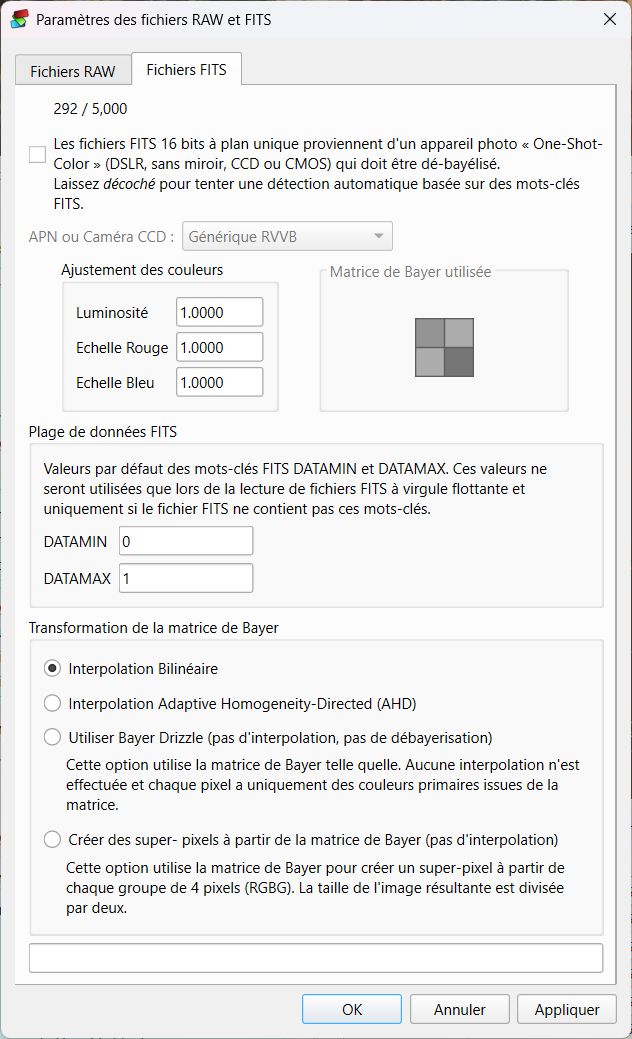 Paramètres des fichiers RAW et FITS
Fichiers RAW
Fichiers FITS
292 / 5,000
Les fichiers FITS 16 bits à plan unique proviennent d'un appareil photo « One-Shot-
Color » (DSLR, sans miroir, CCD ou CMOS) qui doit être dé-bayélisé.
Laissez décoché pour tenter une détection automatique basée sur des mots-clés
FITS.
APN ou Caméra CCD :
Générique RVVB
Ajustement des couleurs
Matrice de Bayer utilisée
Luminosité
1.0000
Echelle Rouge
1.0000
Echelle Bleu
1.0000
Plage de données FITS
Valeurs par défaut des mots-clés FITS DATAMIN et DATAMAX. Ces valeurs ne
seront utilisées que lors de la lecture de fichiers FITS à virgule flottante et
uniquement si le fichier FITS ne contient pas ces mots-clés.
DATAMIN
0
DATAMAX
1
Transformation de la matrice de Bayer
Interpolation Bilinéaire
Interpolation Adaptive Homogeneity-Directed (AHD)
Utiliser Bayer Drizzle (pas d'interpolation, pas de débayerisation)
Cette option utilise la matrice de Bayer telle quelle. Aucune interpolation n'est
effectuée et chaque pixel a uniquement des couleurs primaires issues de la
matrice.
Créer des super- pixels à partir de la matrice de Bayer (pas d'interpolation)
Cette option utilise la matrice de Bayer pour créer un super-pixel à partir de
chaque groupe de 4 pixels (RGBG). La taille de l'image résultante est divisée
par deux.
OK
Annuler
Appliquer